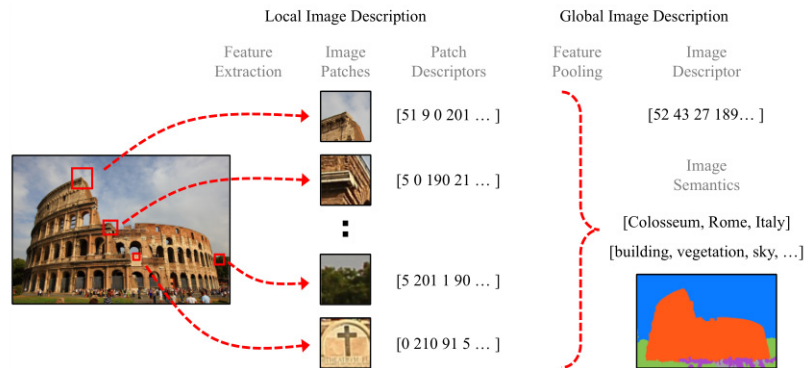 Local Image Description
Global Image Description
Feature
Extraction
Image
Patches
Patch
Descriptors
Feature
Pooling
Image
Descriptor
[51 9 0 201 … ]
[5 0 190 21 … ]
:
[5 201 1 90 … ]
[0 210 91 5 … ]
[52 43 27 189… ]
Image
Semantics
[Colosseum, Rome, Italy]
[building, vegetation, sky, …]